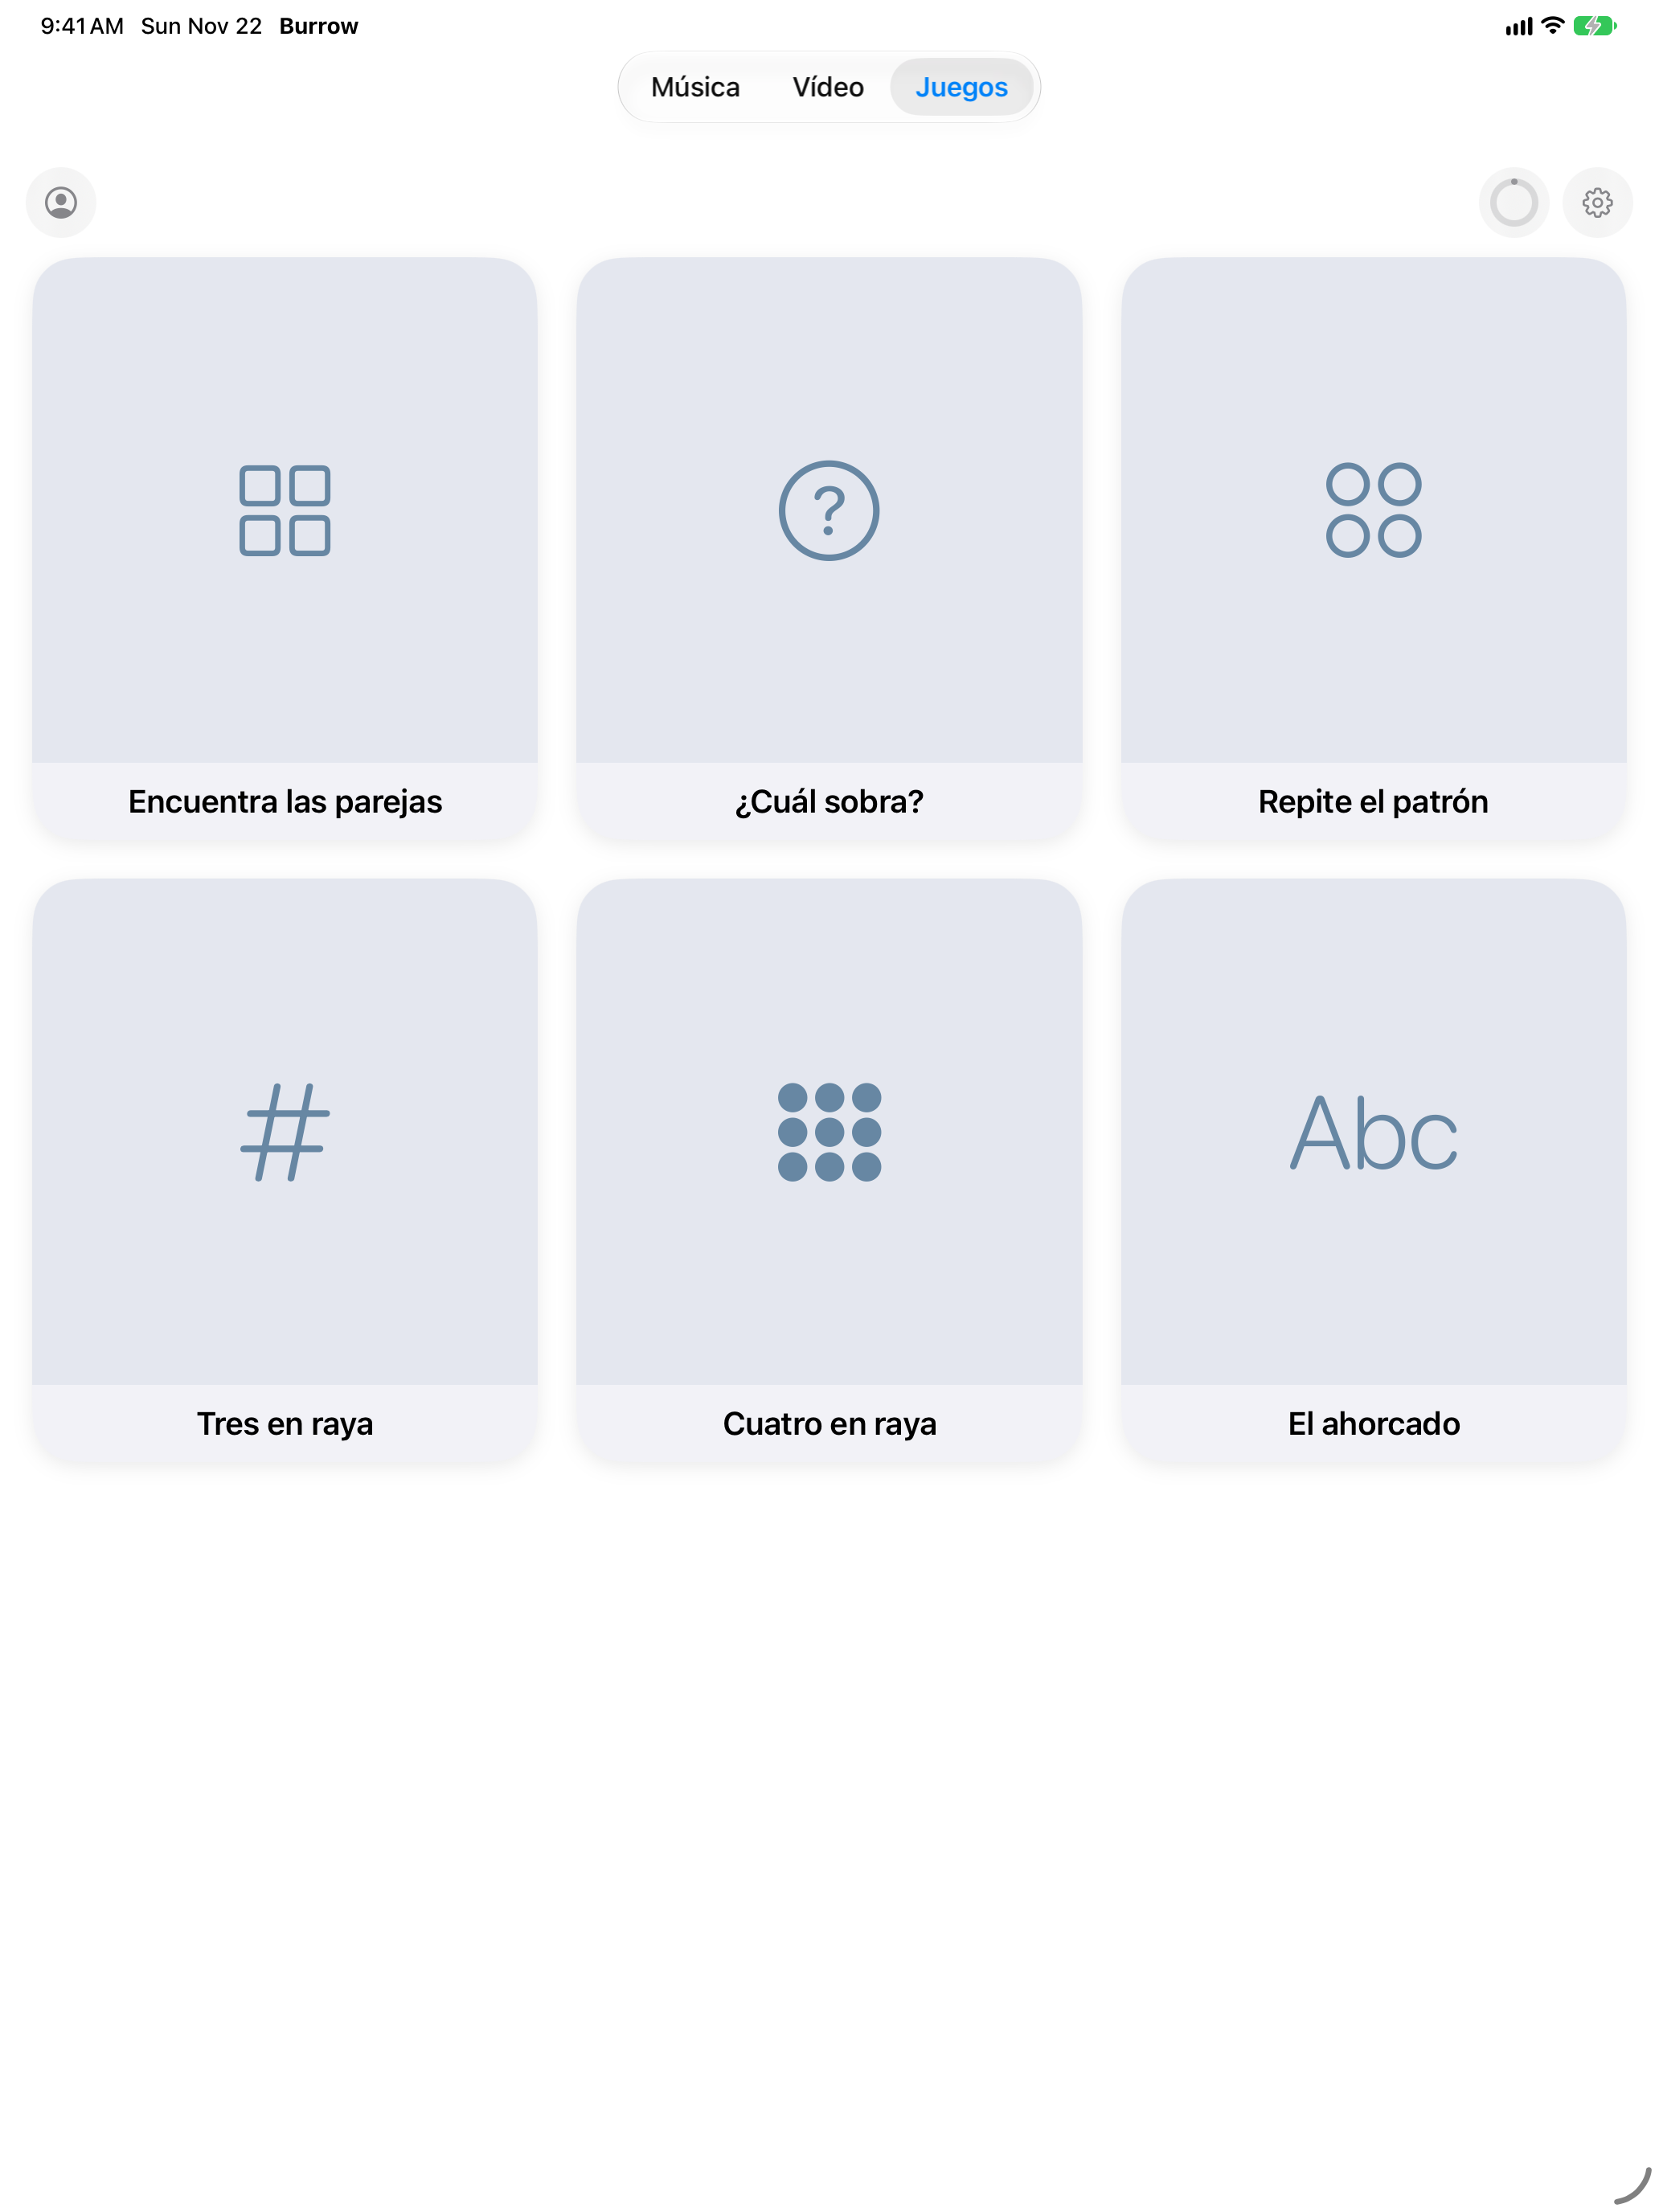 9:41 AM Sun Nov 22 Burrow
Música Vídeo Juegos
Encuentra las parejas
¿Cuál sobra?
Repite el patrón
#
Abc
Tres en raya
Cuatro en raya
El ahorcado